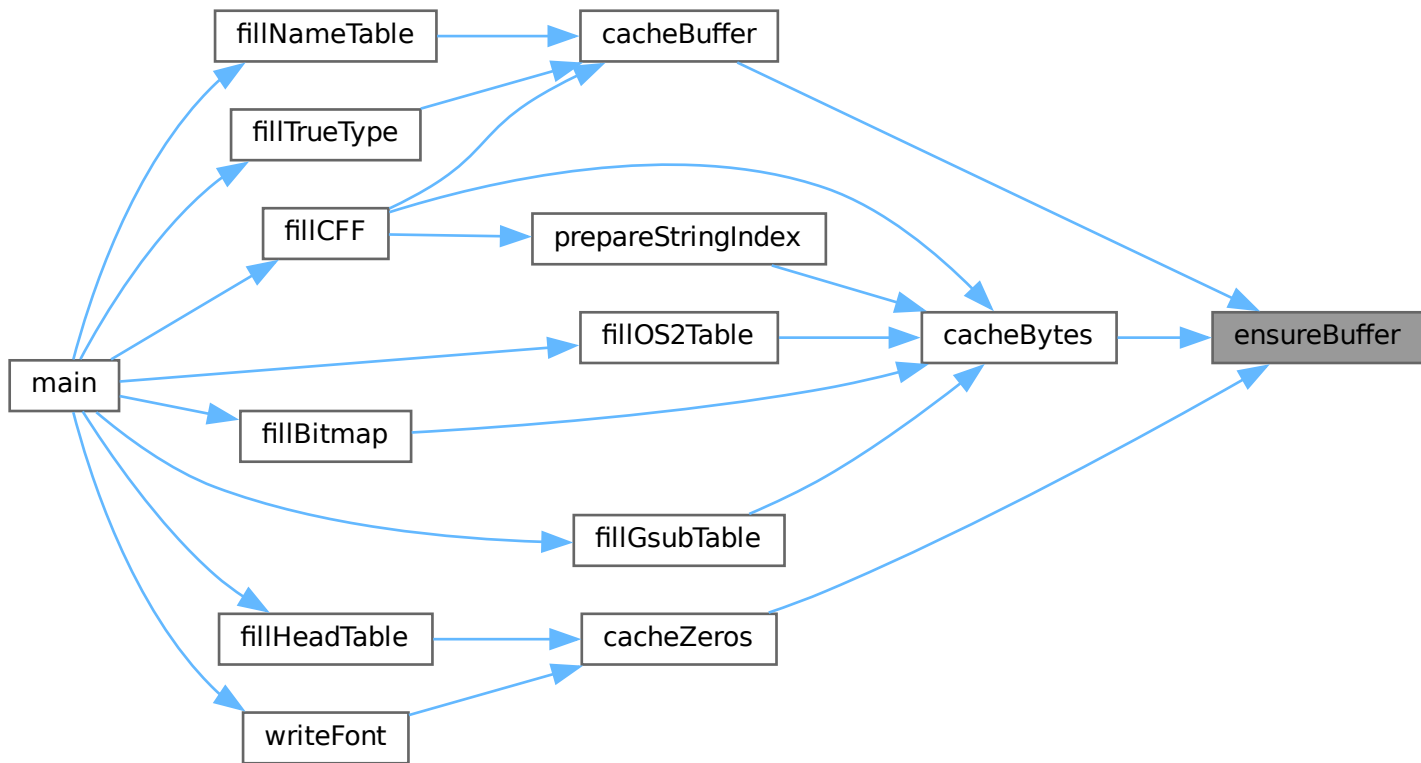 fillNameTable
cacheBuffer
fillTrueType
fillCFF
prepareStringIndex
fillOS2Table
cacheBytes
ensureBuffer
main
fillBitmap
fillGsubTable
fillHeadTable
cacheZeros
writeFont